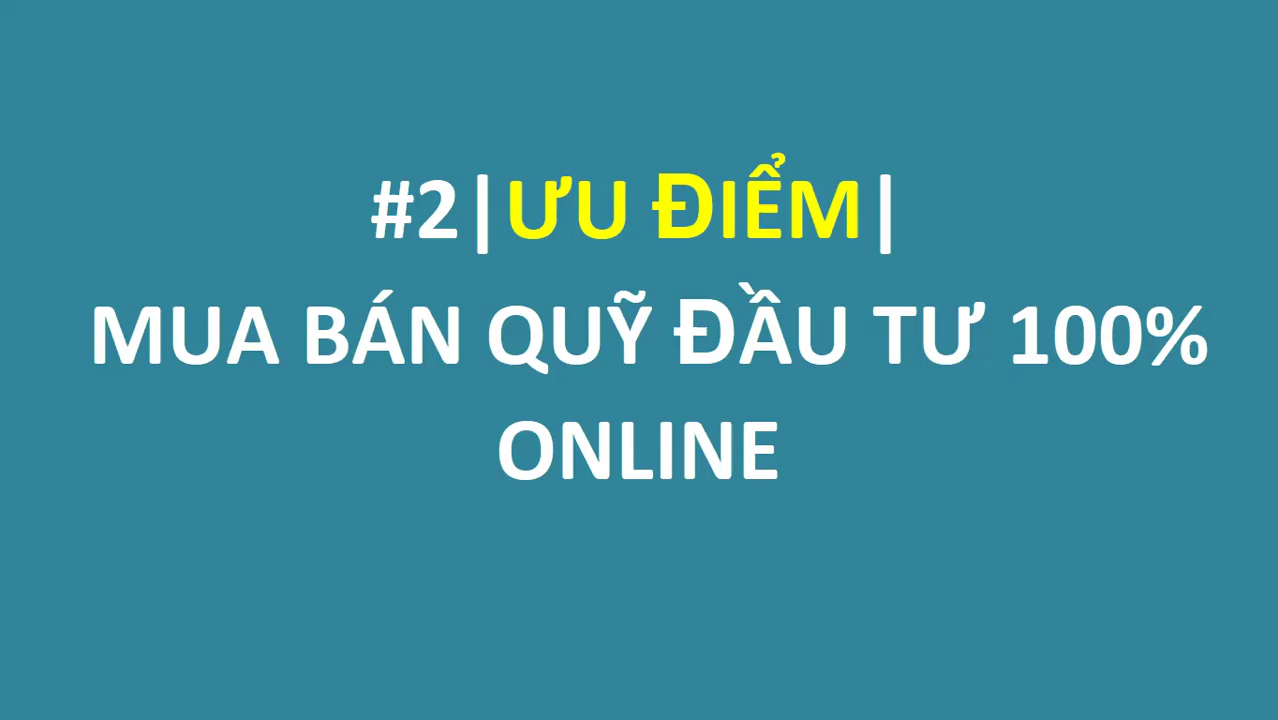 #2|ƯU ĐIỂM|
MUA BÁN QUỸ ĐẦU TƯ 100%
ONLINE